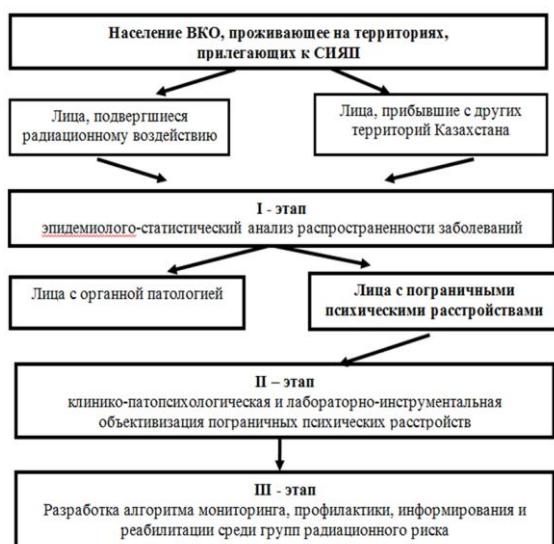 Население ВКО, проживающее на территориях,
прилегающих к СИЯП
Лица, подвергшиеся
радиационному воздействию
Лица, прибывшие с других
территорий Казахстана
I - этап
эпидемиолого-статистический анализ распространенности заболеваний
Лица с органной патологией
Лица с пограничными
психическими расстройствами
II – этап
клинико-патопсихологическая и лабораторно-инструментальная
объективизация пограничных психических расстройств
III - этап
Разработка алгоритма мониторинга, профилактики, информирования и
реабилитации среди групп радиационного риска